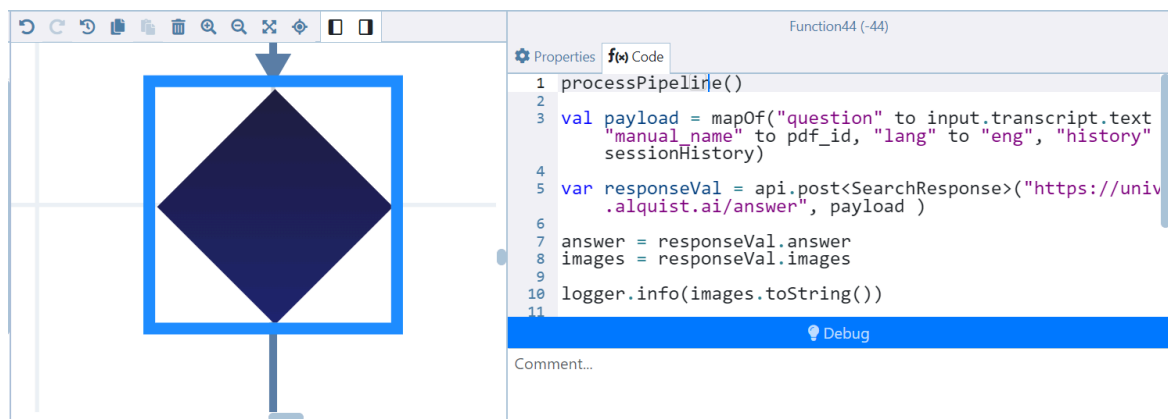 Function44 (-44)
Properties f(x) Code
1 processPipeline()
2
3 val payload = mapOf("question" to input.transcript.text
"manual_name" to pdf_id, "lang" to "eng", "history"
sessionHistory)
4
5 var responseVal = api.post<SearchResponse>("https://univ
.alquist.ai/answer", payload )
6
7 answer = responseVal.answer
8 images = responseVal.images
9
10 logger.info(images.toString())
11
Debug
Comment...